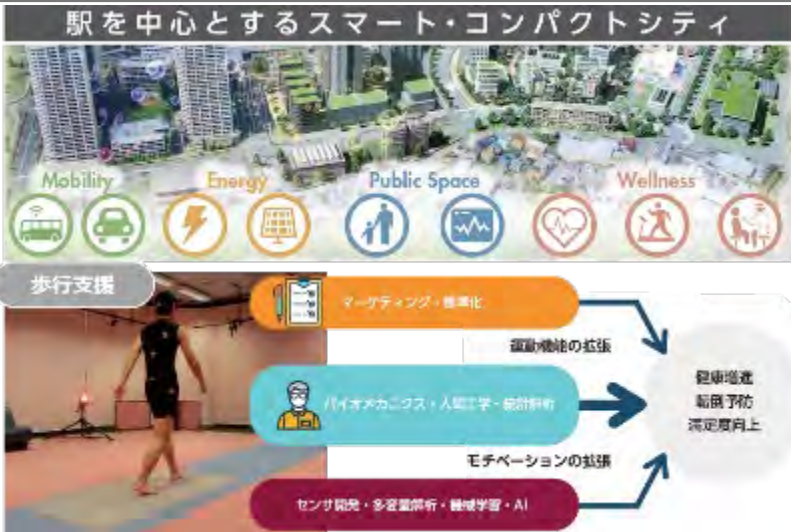 駅を中心とするスマート・コンパクトシティ
Mobility
Energy
Public Space
Wellness
歩行支援
マーケティング・標準化
運動機能の拡張
バイオメカニクス・人間工学・統計解析
健康増進
転倒予防
満足度向上
モチベーションの拡張
センサ開発・多変量解析・機械学習・AI